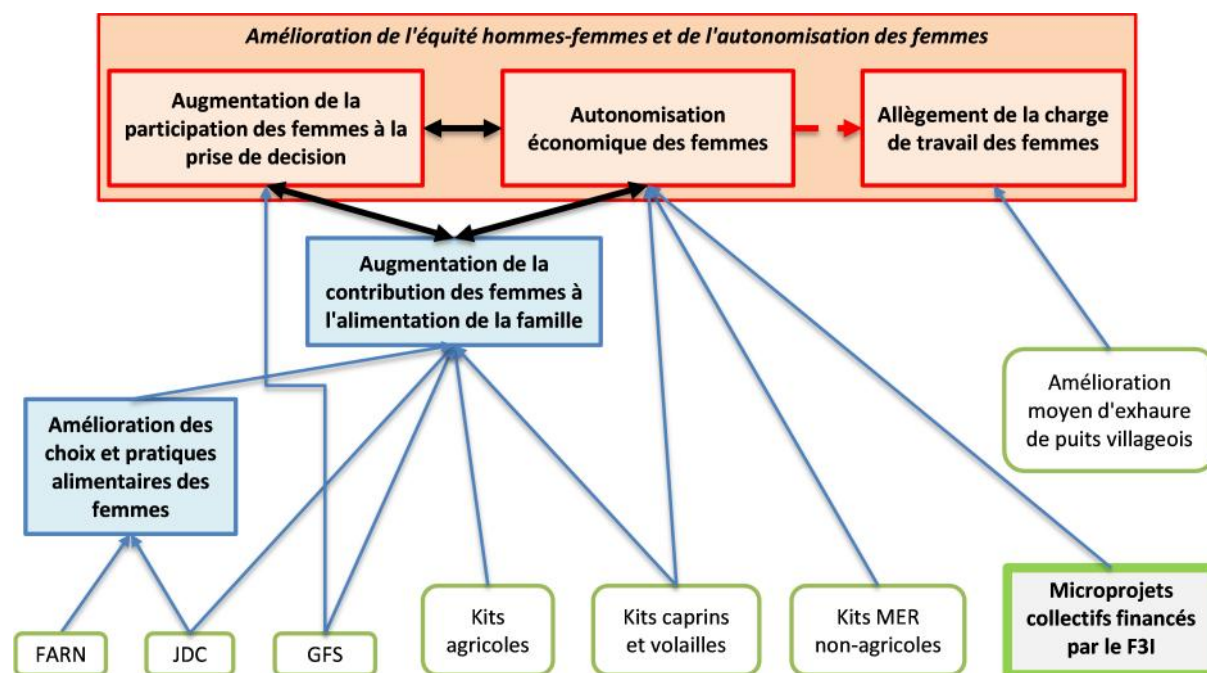 Amélioration de l'équité hommes-femmes et de l'autonomisation des femmes
Augmentation de la
participation des femmes à la
prise de decision
Autonomisation
économique des femmes
Allègement de la charge
de travail des femmes
Augmentation de la
contribution des femmes à
l'alimentation de la famille
Amélioration
moyen d'exhaure
de puits villageois
Amélioration des
choix et pratiques
alimentaires des
femmes
FARN
JDC
GFS
Kits
agricoles
Kits caprins
et volailles
Kits MER
non-agricoles
Microprojets
collectifs financés
par le F3I